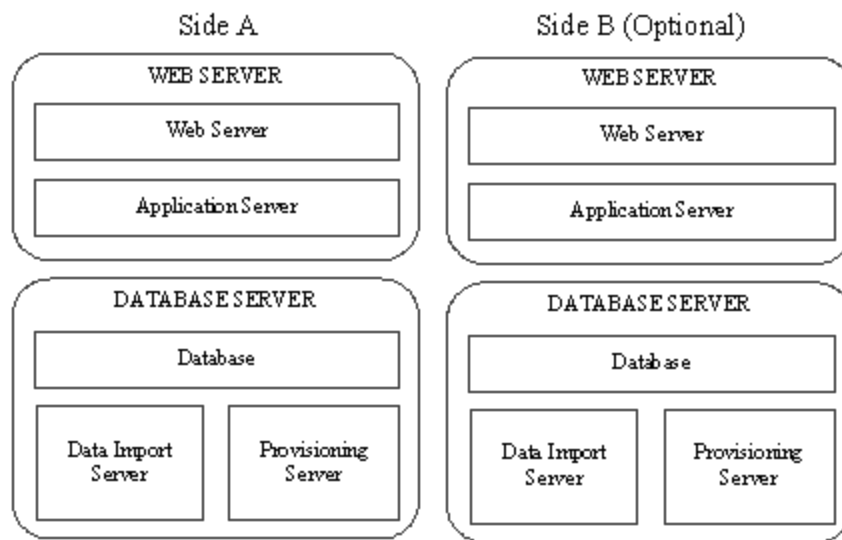 Side A
WEB SERVER
Web Server
Application Server
DATABASE SERVER
Database
Data Import
Server
Provisioning
Server
Side B (Optional)
WEB SERVER
Web Server
Application Server
DATABASE SERVER
Database
Data Import
Server
Provisioning
Server